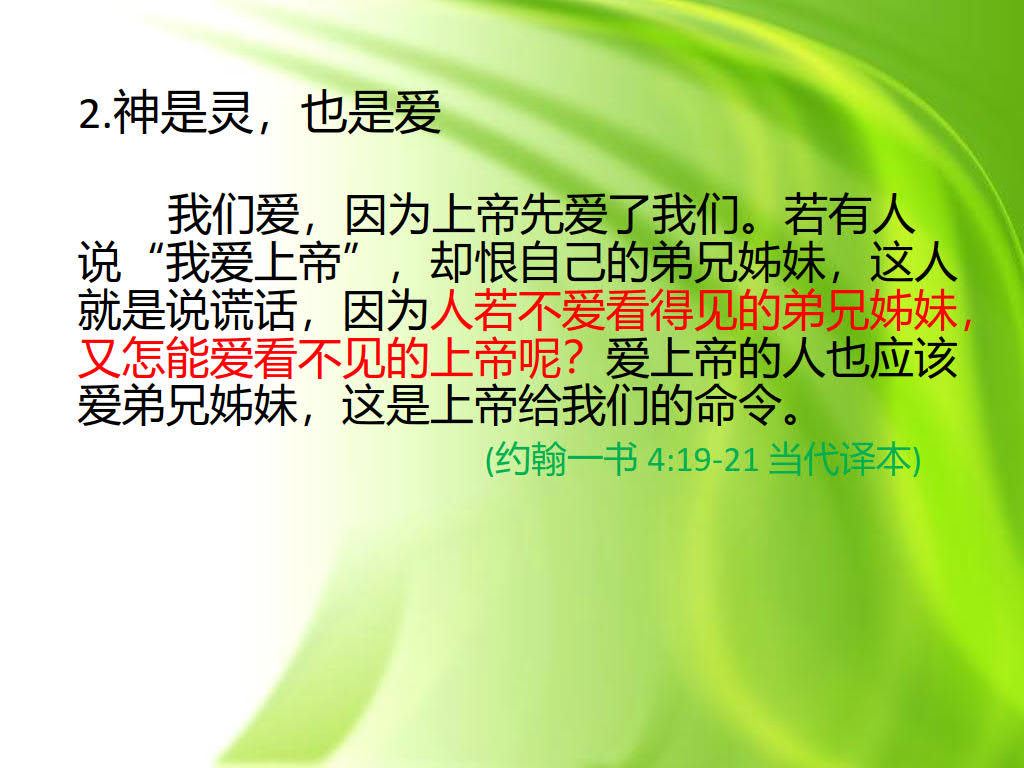 2.神是灵，也是爱
我们爱，因为上帝先爱了我们。若有人
说“我爱上帝”，却恨自己的弟兄姊妹，这人
就是说谎话，因为人若不爱看得见的弟兄姊妹，
又怎能爱看不见的上帝呢？爱上帝的人也应该
爱弟兄姊妹，这是上帝给我们的命令。
(约翰一书 4:19-21 当代译本)